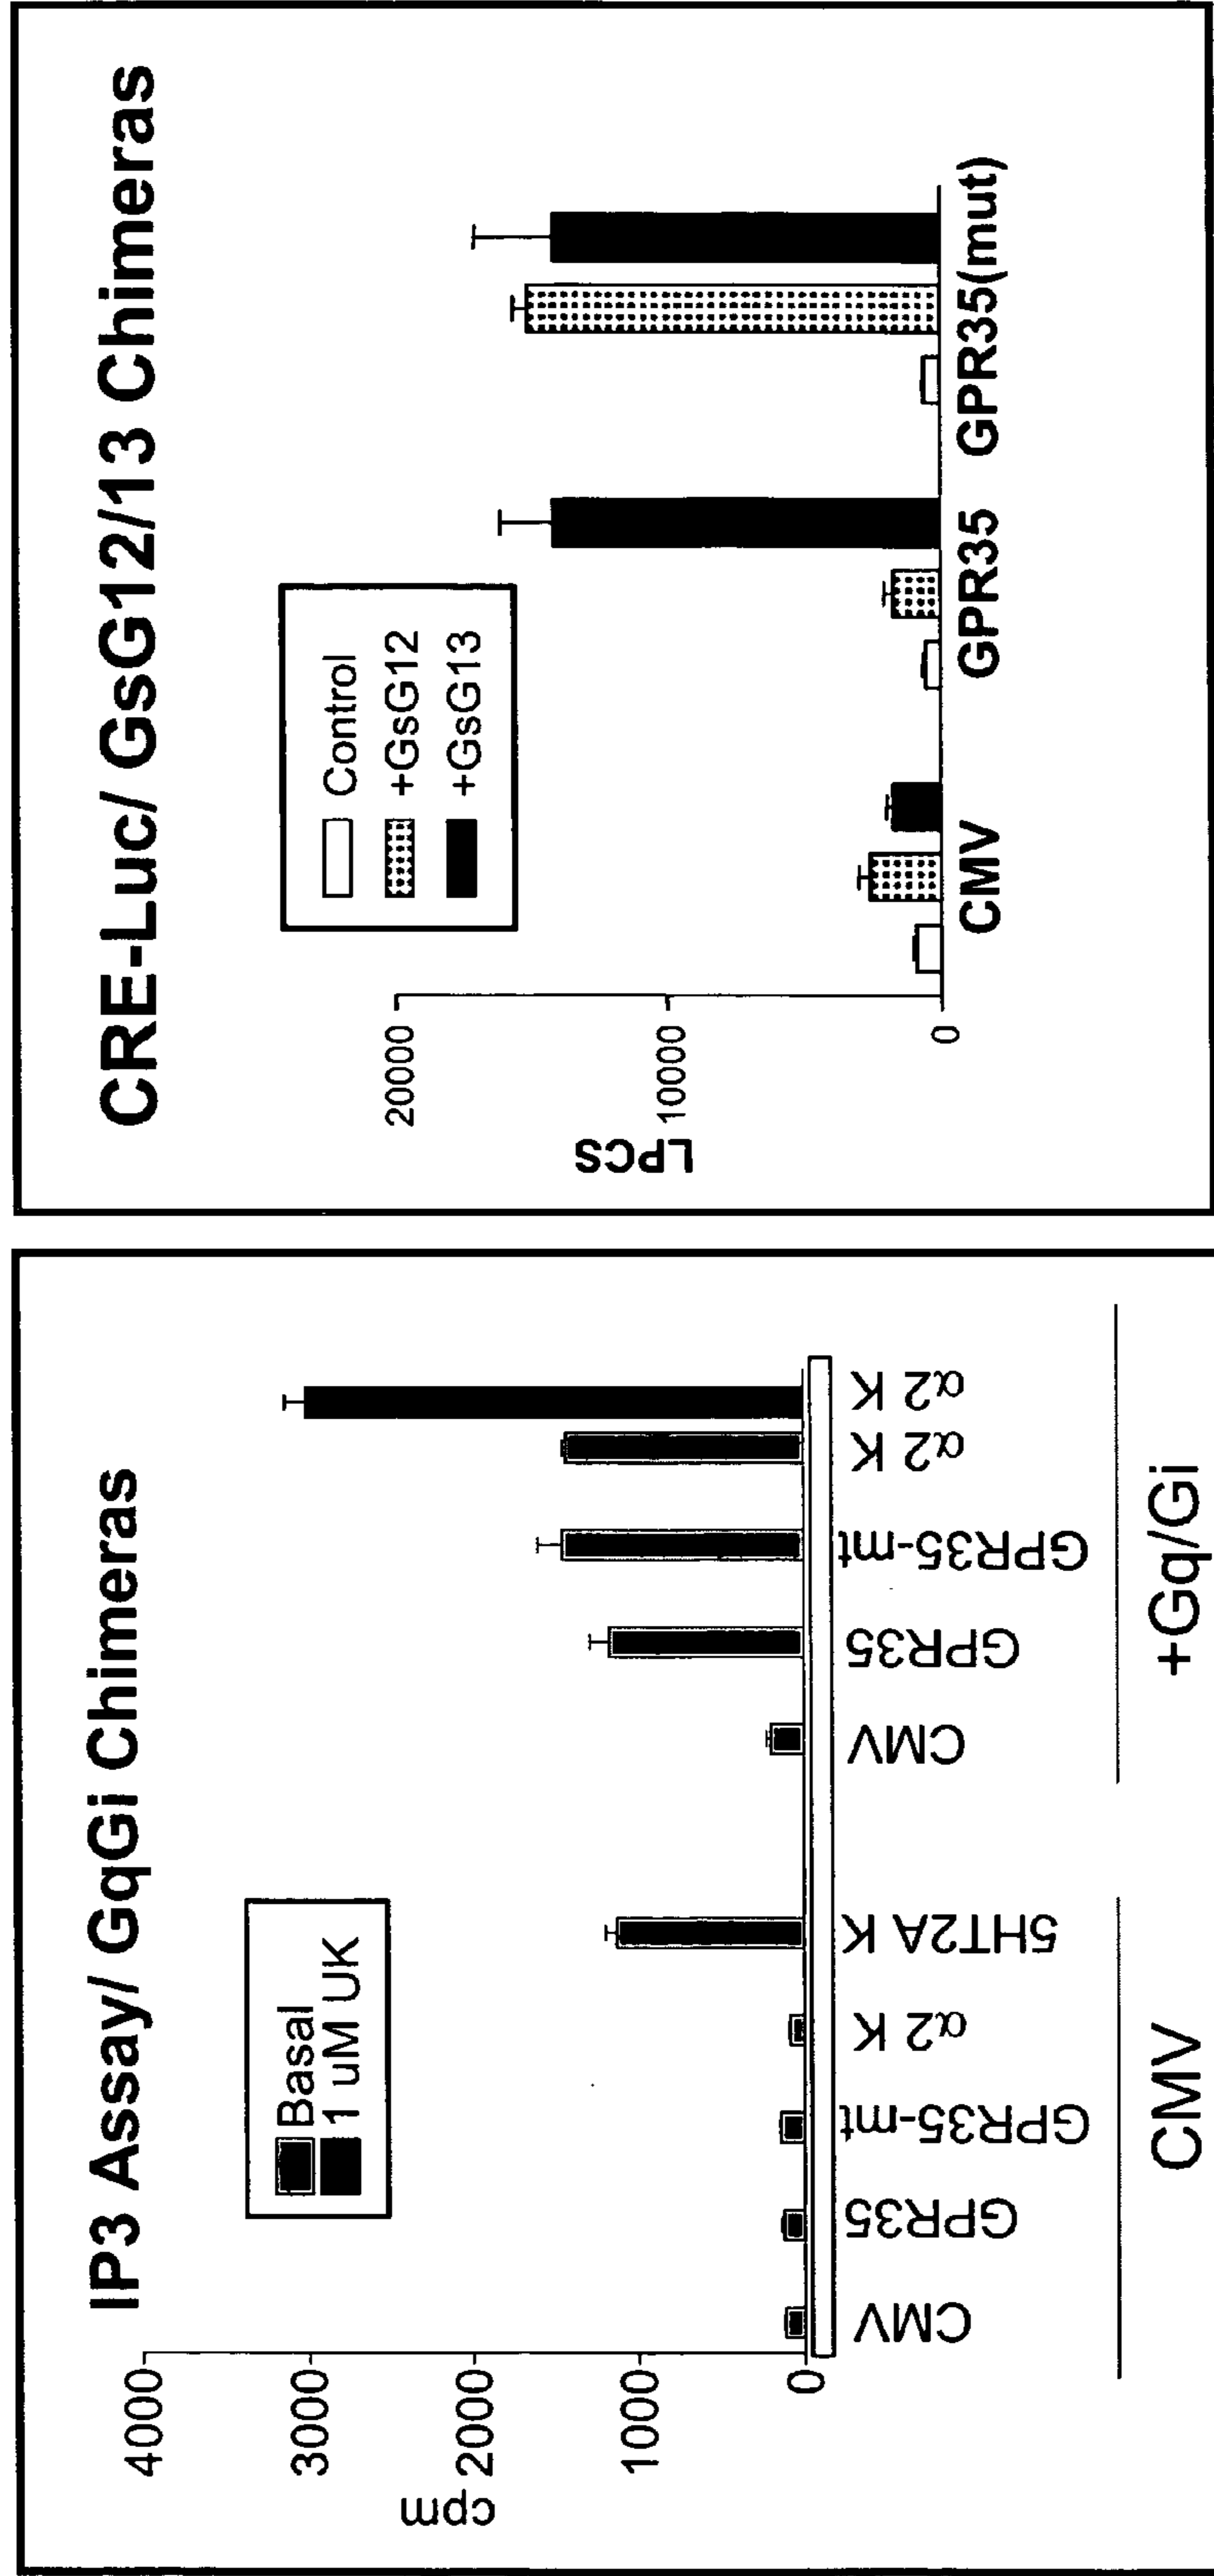 IP3 Assay/ GqGi Chimeras
Basal
1 uM UK
cpm
4000
3000
2000
1000
0
CMV
GPR35
GPR35-mt
α2 K
5HT2A K
CMV
GPR35
GPR35-mt
α2 K
α2 K
CMV
+Gq/Gi
CRE-Luc/ GsG12/13 Chimeras
Control
+GsG12
+GsG13
LPCS
20000
10000
0
CMV
GPR35
GPR35(mut)